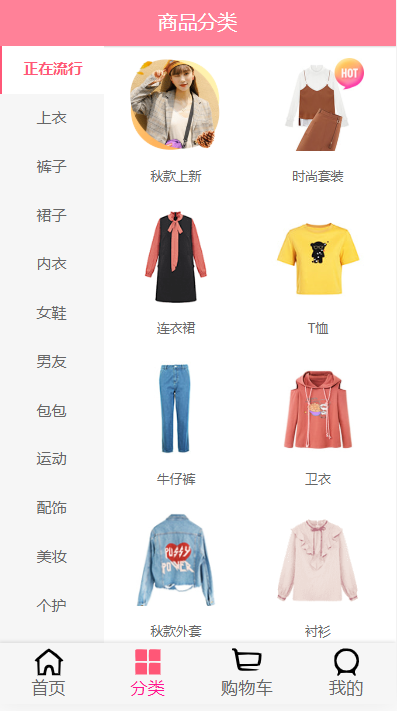 商品分类
正在流行
上衣
裤子
裙子
内衣
女鞋
男友
包包
运动
配饰
美妆
个护
HOT
秋款上新
时尚套装
连衣裙
T恤
牛仔裤
卫衣
PUSSY
POWER
秋款外套
衬衫
首页
分类
购物车
我的